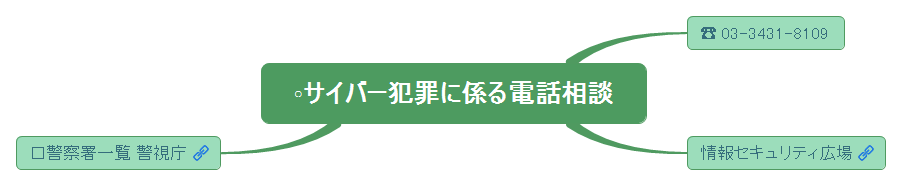 ☎ 03-3431-8109
◦サイバー犯罪に係る電話相談
□警察署一覧 警視庁
情報セキュリティ広場